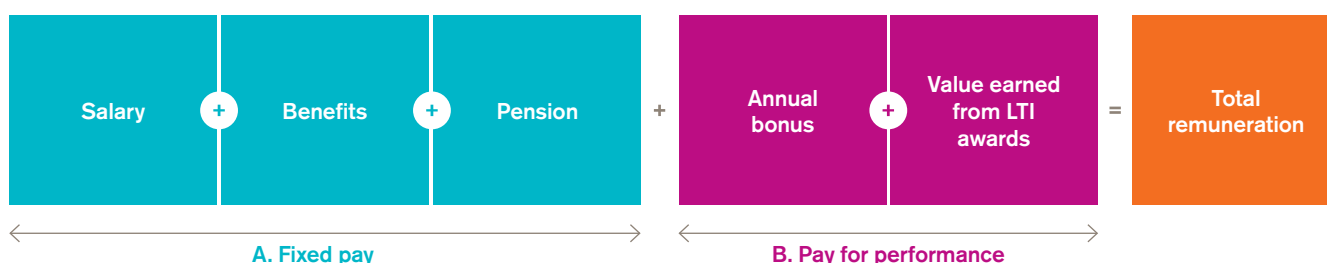 Salary + Benefits + Pension + Annual bonus + Value earned from LTI awards = Total remuneration
A. Fixed pay
B. Pay for performance